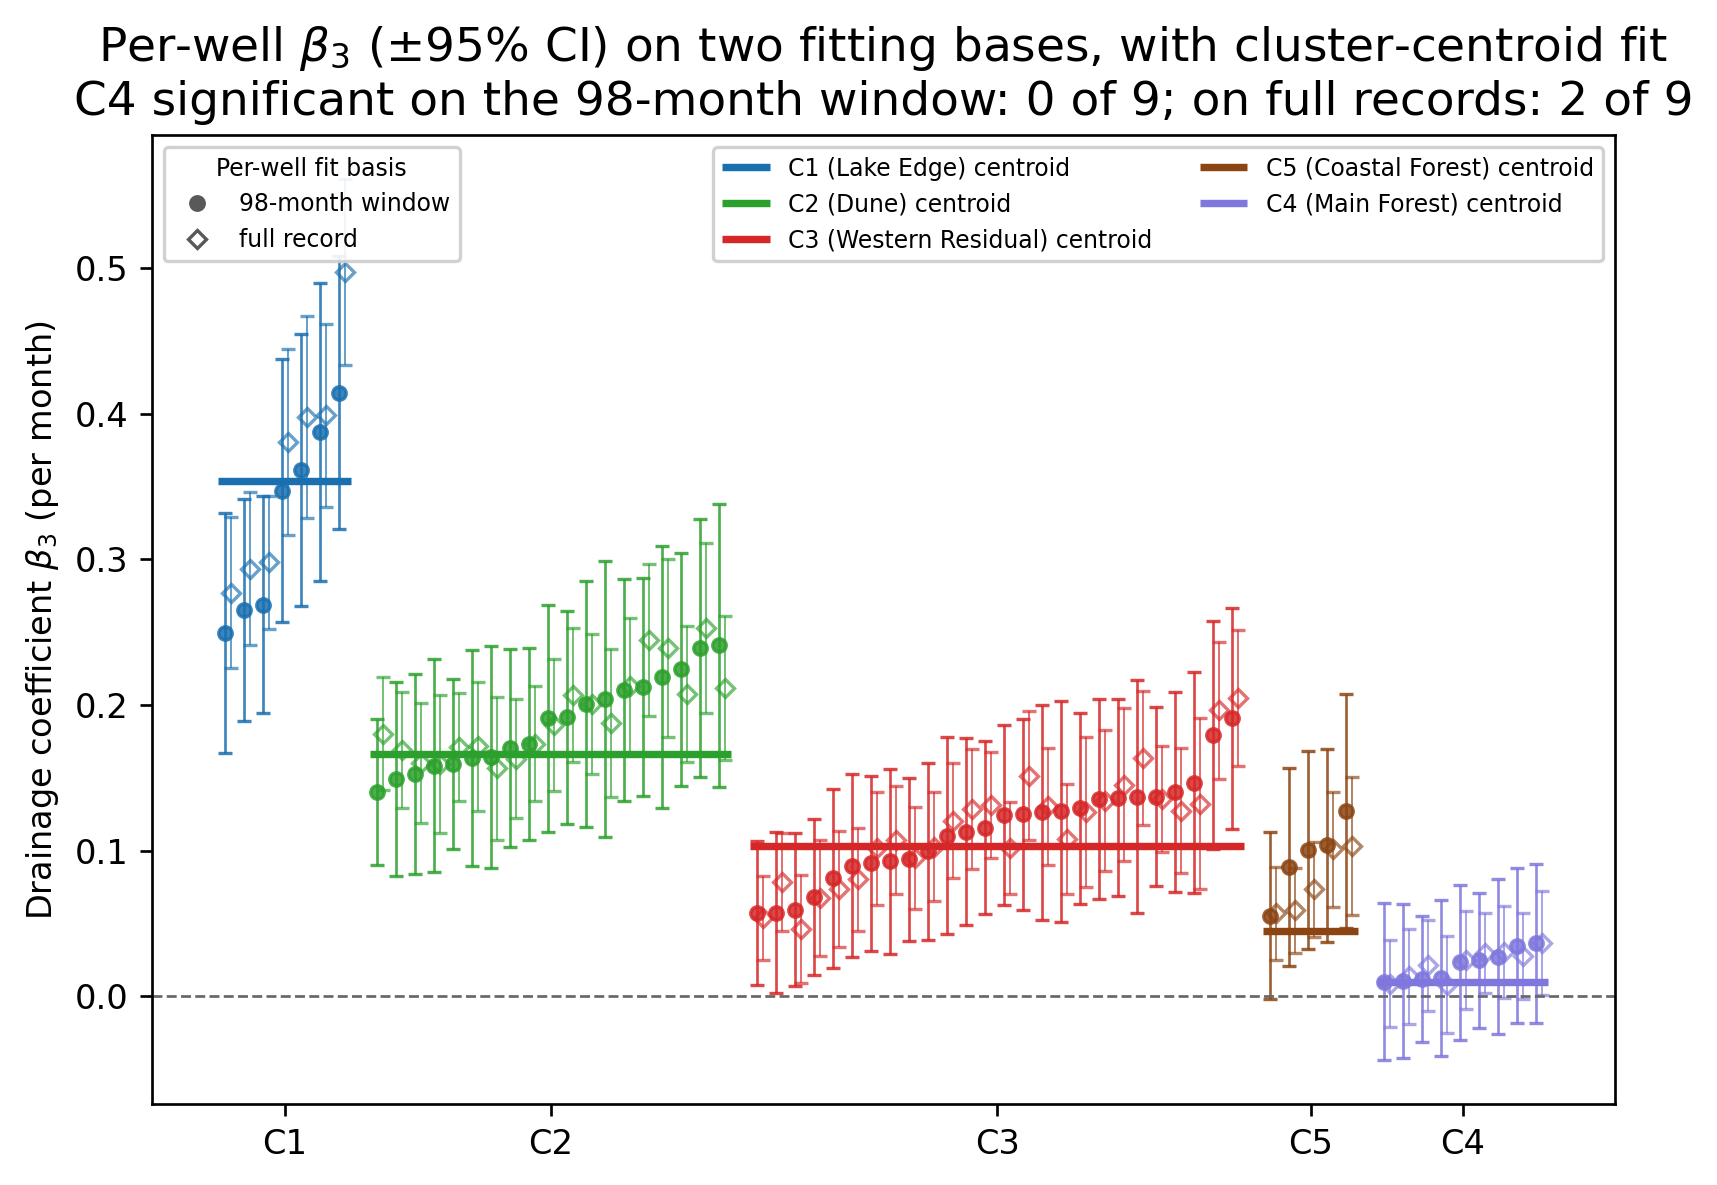 Per-well β₃ (±95% CI) on two fitting bases, with cluster-centroid fit
C4 significant on the 98-month window: 0 of 9; on full records: 2 of 9
Per-well fit basis
98-month window
full record
C1 (Lake Edge) centroid
C2 (Dune) centroid
C3 (Western Residual) centroid
C5 (Coastal Forest) centroid
C4 (Main Forest) centroid
Drainage coefficient β₃ (per month)
0.5
0.4
0.3
0.2
0.1
0.0
C1
C2
C3
C5
C4